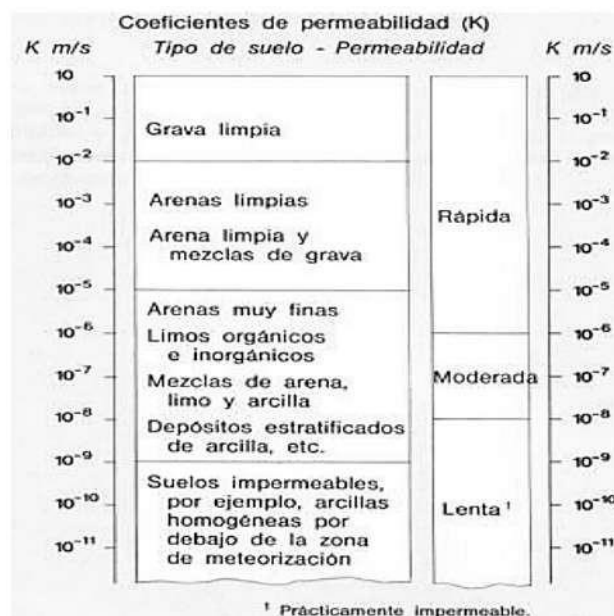 Coeficientes de permeabilidad (K)
K m/s
Tipo de suelo - Permeabilidad
K m/s
10
10⁻¹
10⁻²
10⁻³
10⁻⁴
10⁻⁵
10⁻⁶
10⁻⁷
10⁻⁸
10⁻⁹
10⁻¹⁰
10⁻¹¹
Grava limpia
Arenas limpias
Arena limpia y
mezclas de grava
Arenas muy finas
Limos orgánicos
e inorgánicos
Mezclas de arena,
limo y arcilla
Depósitos estratificados
de arcilla, etc.
Suelos impermeables,
por ejemplo, arcillas
homogéneas por
debajo de la zona
de meteorización
Rápida
Moderada
Lenta †
10
10⁻¹
10⁻²
10⁻³
10⁻⁴
10⁻⁵
10⁻⁶
10⁻⁷
10⁻⁸
10⁻⁹
10⁻¹⁰
10⁻¹¹
† Prácticamente impermeable.